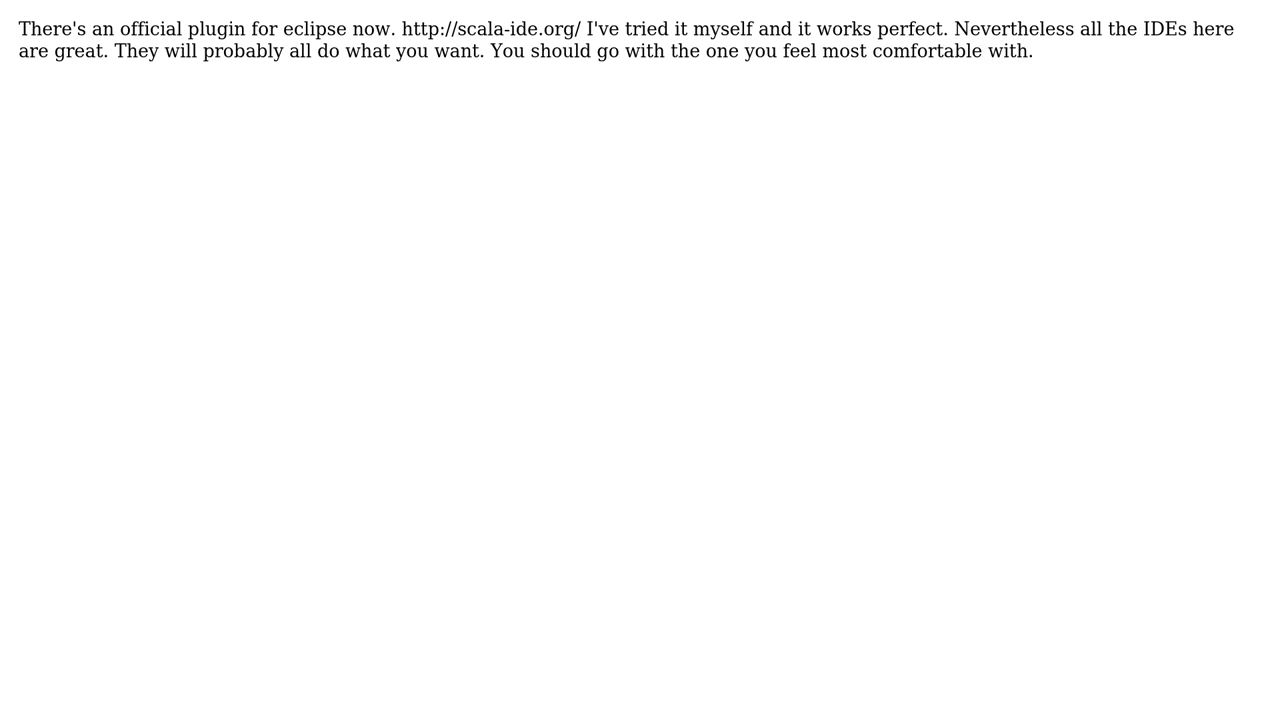 There's an official plugin for eclipse now. http://scala-ide.org/ I've tried it myself and it works perfect. Nevertheless all the IDEs here
are great. They will probably all do what you want. You should go with the one you feel most comfortable with.